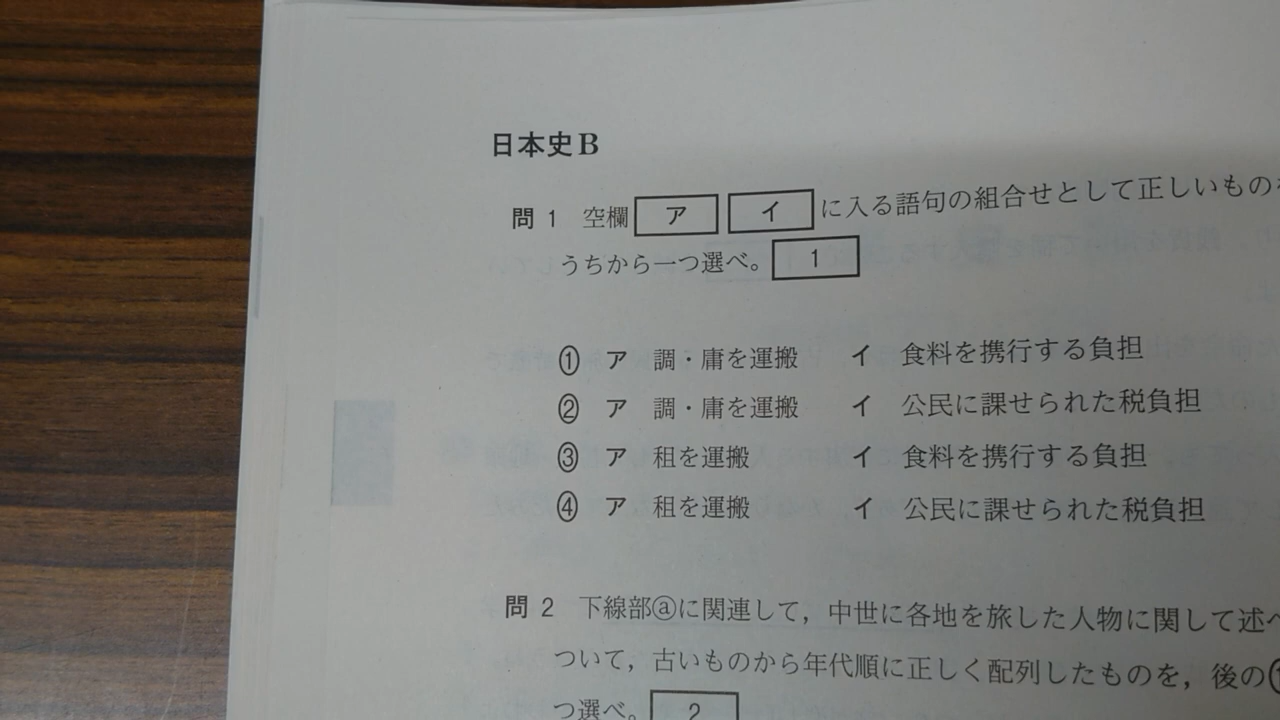 日本史B
問 1 空欄 ア イ に入る語句の組合せとして正しいものを
うちから一つ選べ。 1
① ア 調・庸を運搬 イ 食料を携行する負担
② ア 調・庸を運搬 イ 公民に課せられた税負担
③ ア 租を運搬 イ 食料を携行する負担
④ ア 租を運搬 イ 公民に課せられた税負担
問 2 下線部ⓐに関連して，中世に各地を旅した人物に関して述べ
ついて，古いものから年代順に正しく配列したものを，後の①
つ選べ。 2